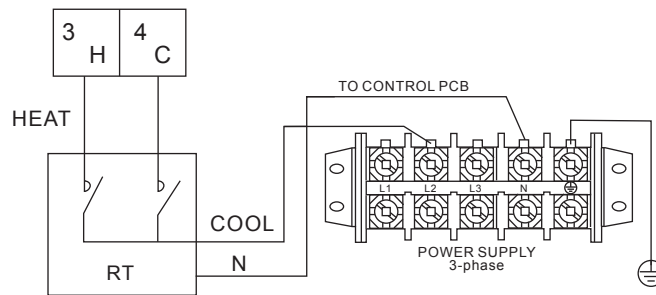 3 4
H C
TO CONTROL PCB
HEAT
L1 L2 L3 N
COOL
POWER SUPPLY
3-phase
N
RT